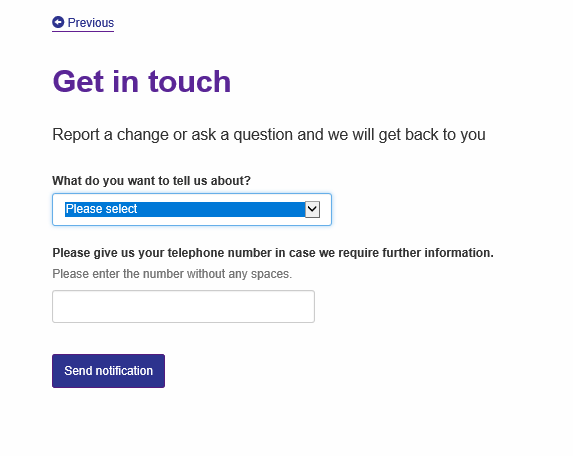 Previous
Get in touch
Report a change or ask a question and we will get back to you
What do you want to tell us about?
Please select
Please give us your telephone number in case we require further information.
Please enter the number without any spaces.
Send notification